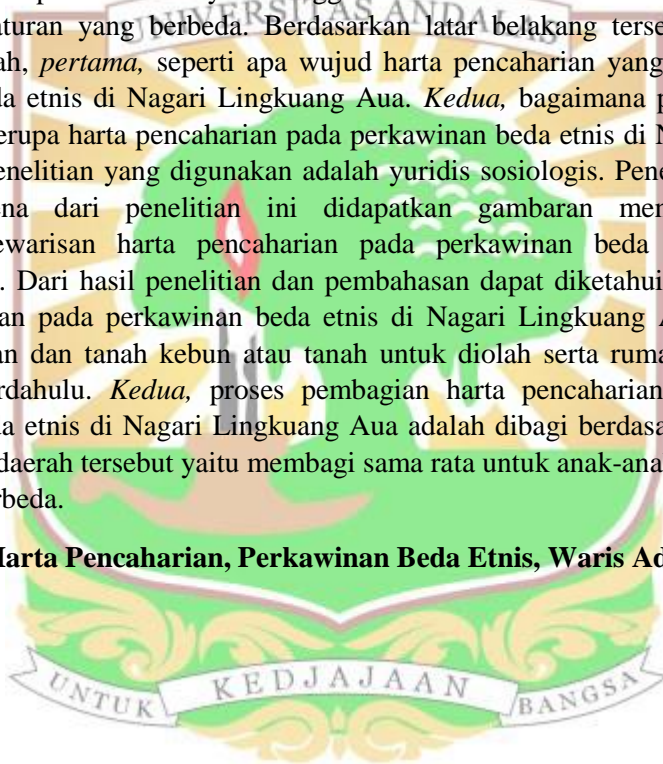 aturan yang berbeda. Berdasarkan latar belakang terse
ah, pertama, seperti apa wujud harta pencaharian yang
da etnis di Nagari Lingkuang Aua. Kedua, bagaimana p
erupa harta pencaharian pada perkawinan beda etnis di N
enelitian yang digunakan adalah yuridis sosiologis. Pene
ena dari penelitian ini didapatkan gambaran men
ewarisan harta pencaharian pada perkawinan beda
. Dari hasil penelitian dan pembahasan dapat diketahui
an pada perkawinan beda etnis di Nagari Lingkuang A
an dan tanah kebun atau tanah untuk diolah serta ruma
rdahulu. Kedua, proses pembagian harta pencaharian
da etnis di Nagari Lingkuang Aua adalah dibagi berdasa
daerah tersebut yaitu membagi sama rata untuk anak-ana
rbeda.
Harta Pencaharian, Perkawinan Beda Etnis, Waris Ad
UNIVERSITAS ANDALAS
UNTUK KEDJAJAAN BANGSA